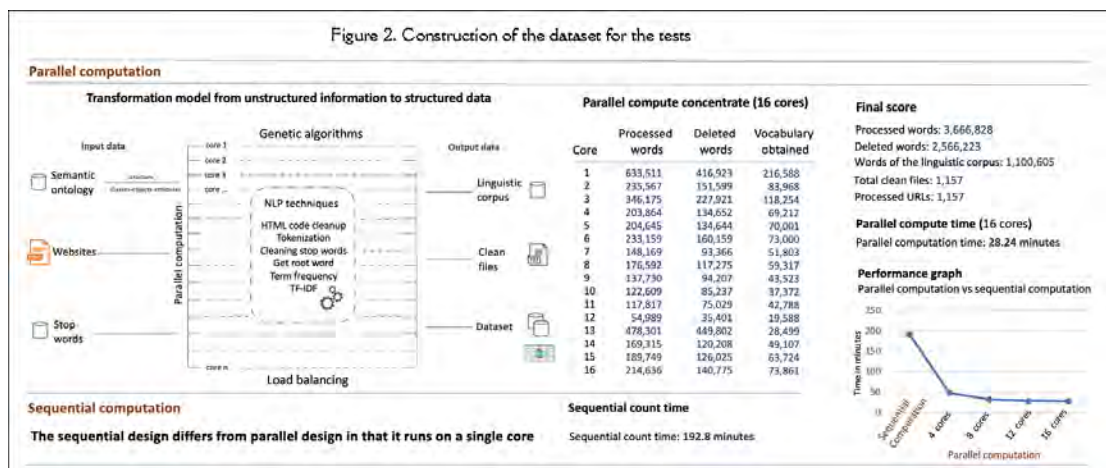 Figure 2. Construction of the dataset for the tests
Parallel computation
Transformation model from unstructured information to structured data
Input data
Genetic algorithms
Output data
core 1
core 2
core 3
core ...
core n
Semantic
ontology
Websites
Stop
words
Parallel computation
NLP techniques
HTML code cleanup
Tokenization
Cleaning stop words
Get root word
Term frequency
TF-IDF
Linguistic
corpus
Clean
files
Dataset
Load balancing
Parallel compute concentrate (16 cores)
Core Processed words Deleted words Vocabulary obtained
1 633,511 416,923 216,588
2 235,567 151,599 83,968
3 346,175 227,921 118,254
4 203,864 134,652 69,212
5 204,645 134,644 70,001
6 233,159 160,159 73,000
7 148,169 93,366 51,803
8 176,592 117,275 59,317
9 137,730 94,207 43,523
10 122,609 85,237 37,372
11 117,817 75,029 42,788
12 54,989 35,401 19,588
13 478,301 449,802 28,499
14 169,315 120,208 49,107
15 189,749 126,025 63,724
16 214,636 140,775 73,861
Final score
Processed words: 3,666,828
Deleted words: 2,566,223
Words of the linguistic corpus: 1,100,605
Total clean files: 1,157
Processed URLs: 1,157
Parallel compute time (16 cores)
Parallel computation time: 28.24 minutes
Performance graph
Parallel computation vs sequential computation
Time in minutes
250
200
150
100
50
0
Sequential
Computation
4 cores
8 cores
12 cores
16 cores
Parallel computation
Sequential computation
The sequential design differs from parallel design in that it runs on a single core
Sequential count time
Sequential count time: 192.8 minutes